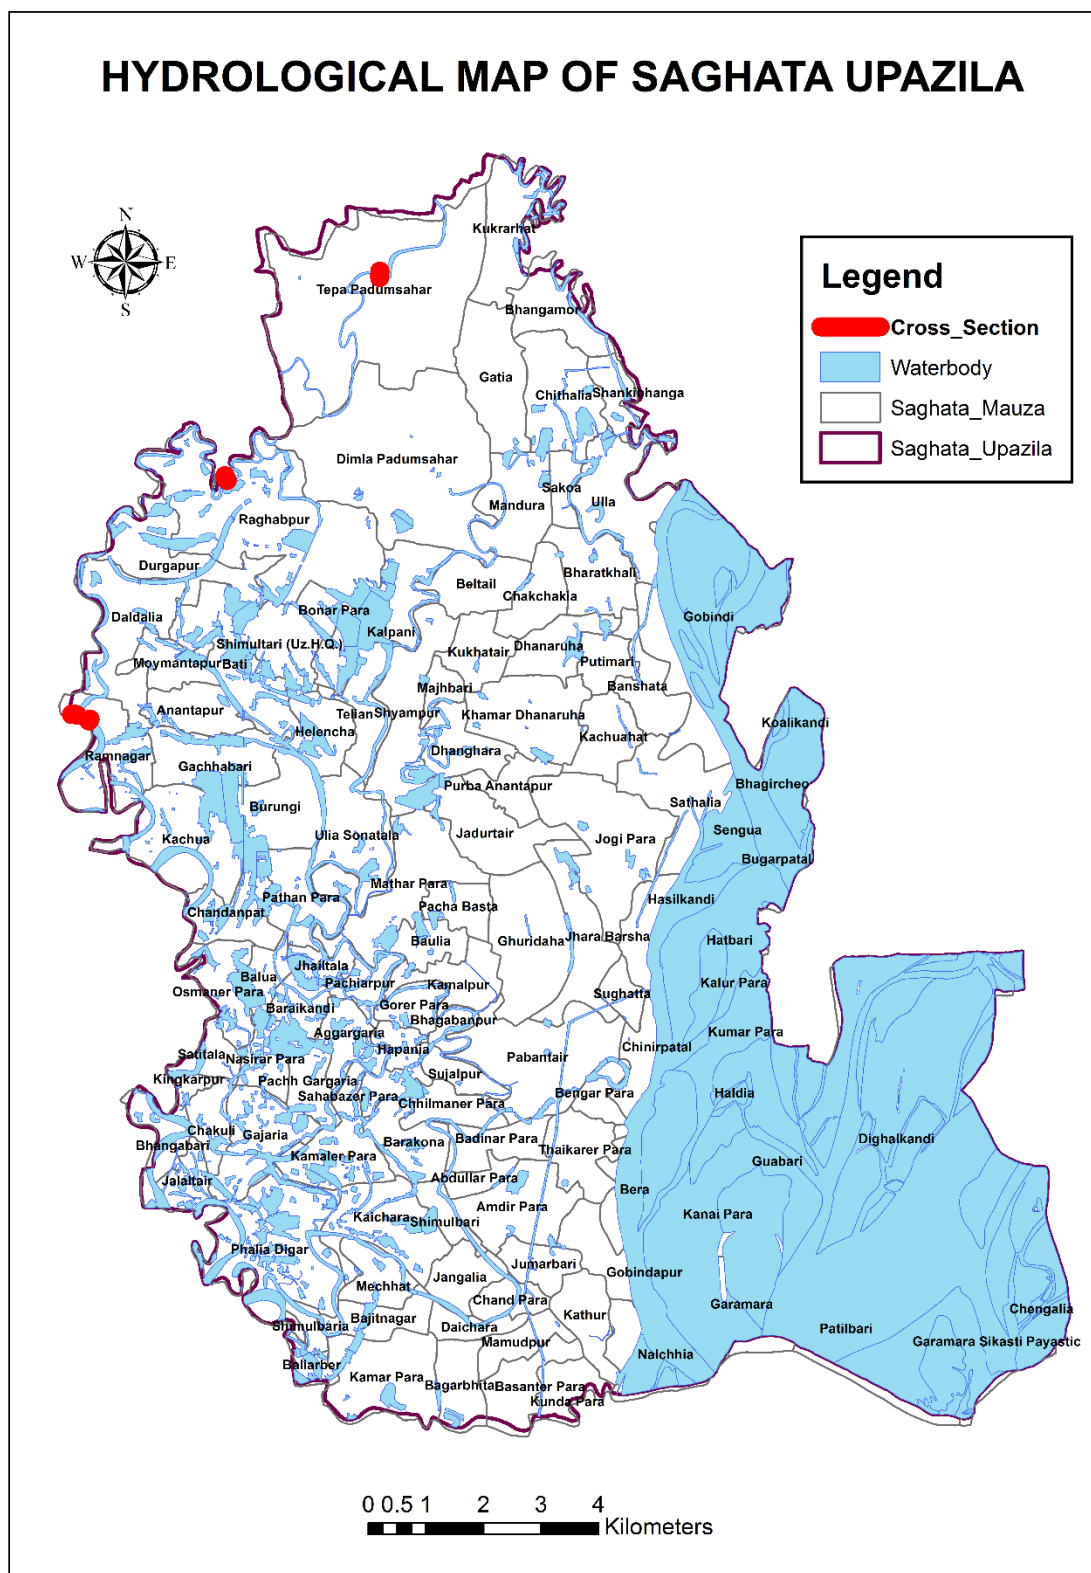 HYDROLOGICAL MAP OF SAGHATA UPAZILA
N
W E
S
Legend
Cross_Section
Waterbody
Saghata_Mauza
Saghata_Upazila
Kukrarhat
Tepa Padumsahar
Bhangamor
Gatia
Chithalia
Shankibhanga
Dimla Padumsahar
Sakoa
Mandura
Ulla
Raghabpur
Durgapur
Bharatkhali
Beltail
Chakchakia
Daldalia
Bonar Para
Kalpani
Gobindi
Shimultari (Uz.H.Q.)
Dhanaruha
Kukhatair
Moymantapur
Bati
Putimari
Majhbari
Banshata
Anantapur
Telian
Shyampur
Khamar Dhanaruha
Koalikandi
Helencha
Kachuahat
Ramnagar
Dhanghara
Gachhabari
Purba Anantapur
Bhagircheo
Burungi
Sathalia
Kachua
Ulia Sonatala
Jadurtair
Jogi Para
Sengua
Bugarpatal
Mathar Para
Pathan Para
Pacha Basta
Hasilkandi
Chandanpat
Baulia
Ghuridaha
Jhara Barsha
Hatbari
Jhailtala
Balua
Pachiarpur
Kamalpur
Kalur Para
Osmaner Para
Sughatta
Baraikandi
Gorer Para
Bhagabanpur
Aggargaria
Kumar Para
Hapania
Chinirpatal
Satitala
Nasirar Para
Pabantair
Kingkarpur
Pachh Gargaria
Sujalpur
Sahabazer Para
Chhilmaner Para
Bengar Para
Haldia
Chakuli
Gajaria
Barakona
Badinar Para
Dighalkandi
Bhangabari
Thaikarer Para
Kamaler Para
Guabari
Jalaltair
Abdullar Para
Bera
Amdir Para
Kaichara
Shimulbari
Kanai Para
Phalia Digar
Jumarbari
Jangalia
Gobindapur
Mechhat
Chand Para
Kathur
Garamara
Chengalia
Bajitnagar
Shimulbaria
Daichara
Patilbari
Mamudpur
Garamara Sikasti Payastic
Ballarber
Nalchhia
Kamar Para
Bagarbhita
Basanter Para
Kunda Para
0 0.5 1 2 3 4
Kilometers